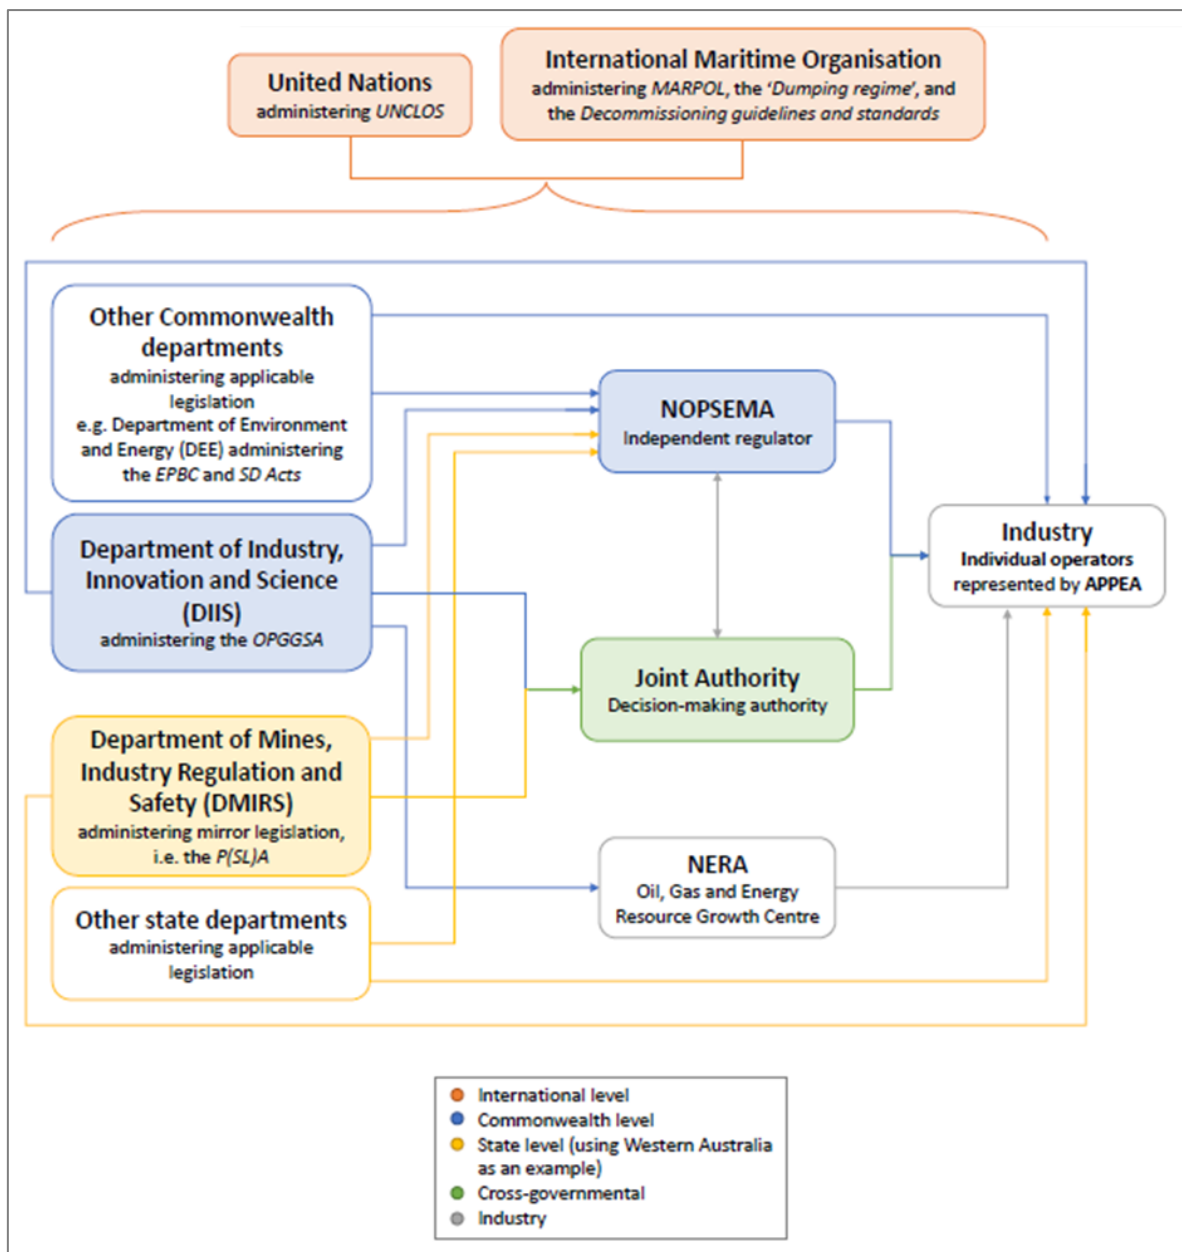 United Nations
administering UNCLOS
International Maritime Organisation
administering MARPOL, the ‘Dumping regime’, and
the Decommissioning guidelines and standards
Other Commonwealth
departments
administering applicable
legislation
e.g. Department of Environment
and Energy (DEE) administering
the EPBC and SD Acts
NOPSEMA
Independent regulator
Department of Industry,
Innovation and Science
(DIIS)
administering the OPGGSA
Industry
Individual operators
represented by APPEA
Joint Authority
Decision-making authority
Department of Mines,
Industry Regulation and
Safety (DMIRS)
administering mirror legislation,
i.e. the P(SL)A
NERA
Oil, Gas and Energy
Resource Growth Centre
Other state departments
administering applicable
legislation
International level
Commonwealth level
State level (using Western Australia
as an example)
Cross-governmental
Industry